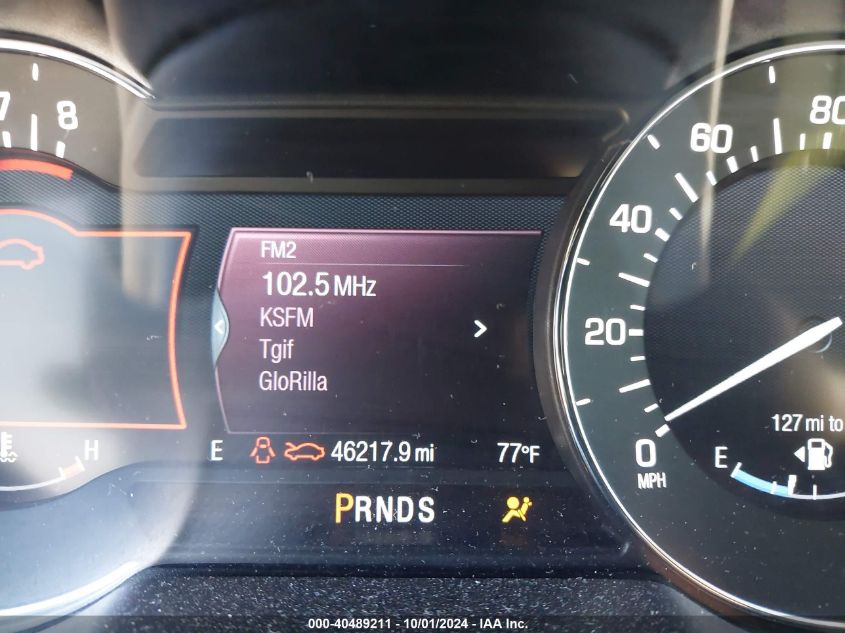 7 8
FM2
102.5 MHz
KSFM
Tgif
GloRilla
E 46217.9 mi 77°F
PRNDS
H
0 20 40 60 80
MPH
127 mi to
E
000-40489211 - 10/01/2024 - IAA Inc.